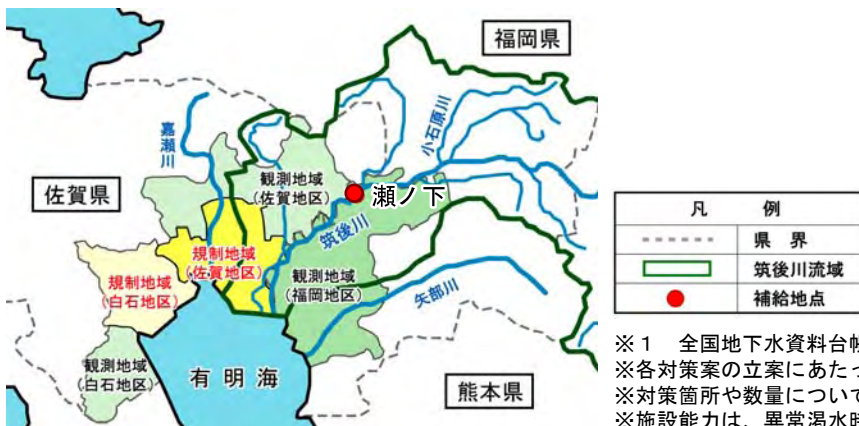 福岡県
小石原川
嘉瀬川
佐賀県
観測地域
(佐賀地区)
瀬ノ下
筑後川
規制地域
(佐賀地区)
規制地域
(白石地区)
観測地域
(福岡地区)
矢部川
観測地域
(白石地区)
有明海
熊本県
凡 例
県 界
筑後川流域
補給地点
※1 全国地下水資料台帳
※各対策案の立案にあたっ
※対策箇所や数量について
※施設能力は、異常渇水時